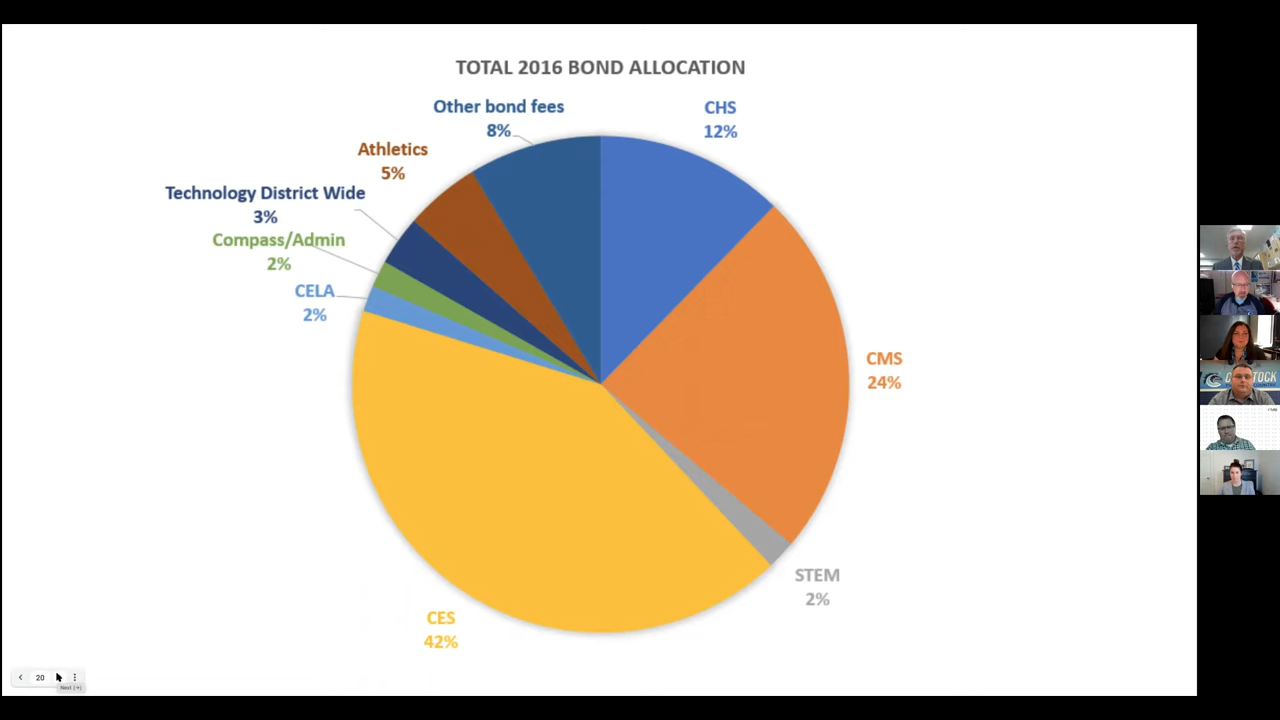 TOTAL 2016 BOND ALLOCATION
Other bond fees
8%
CHS
12%
Athletics
5%
Technology District Wide
3%
Compass/Admin
2%
CELA
2%
CMS
24%
STEM
2%
CES
42%
20
Next (→)